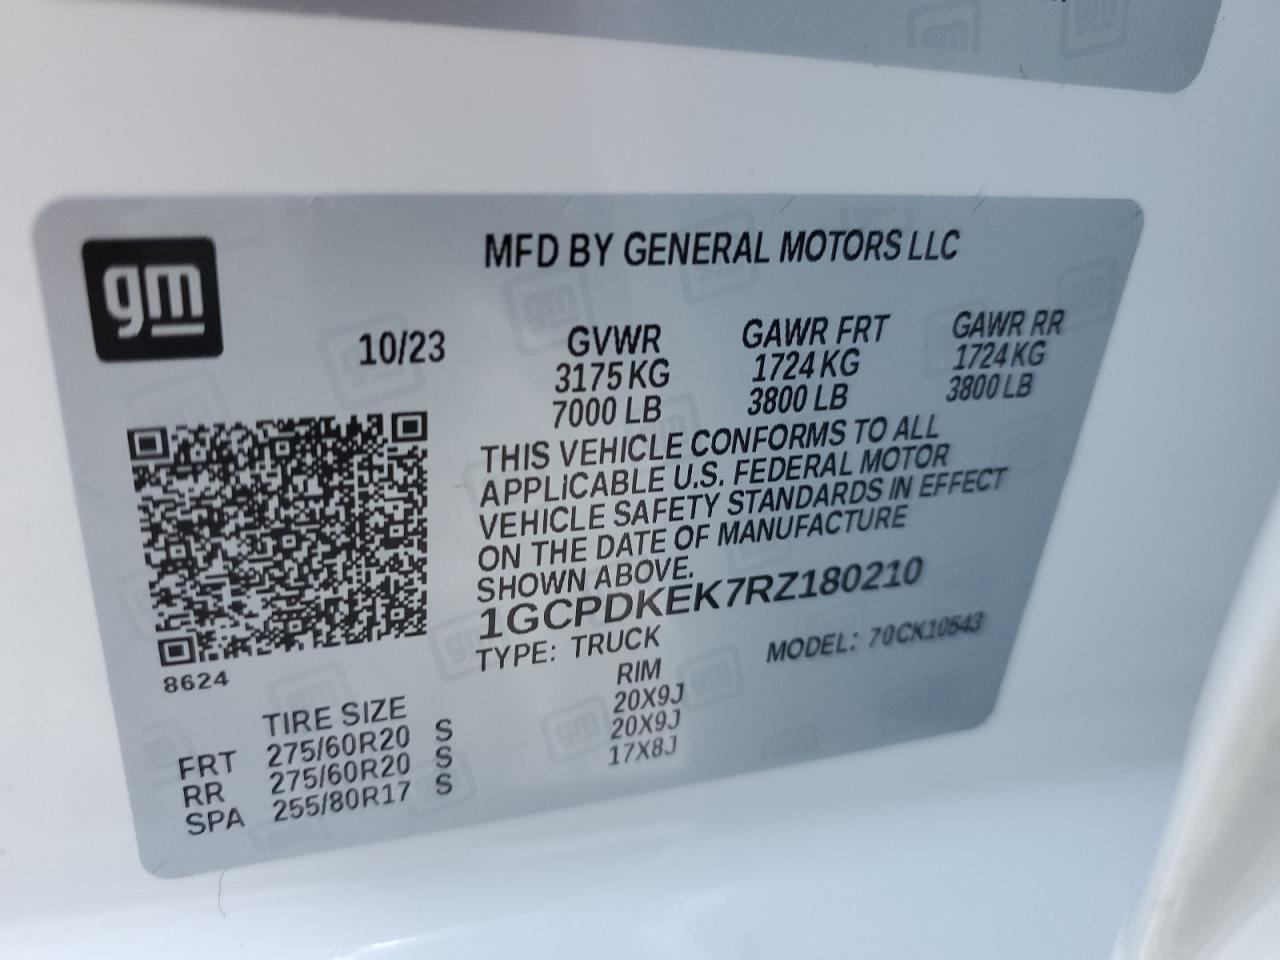 gm
MFD BY GENERAL MOTORS LLC
10/23 GVWR GAWR FRT GAWR RR
3175 KG 1724 KG 1724 KG
7000 LB 3800 LB 3800 LB
THIS VEHICLE CONFORMS TO ALL
APPLICABLE U.S. FEDERAL MOTOR
VEHICLE SAFETY STANDARDS IN EFFECT
ON THE DATE OF MANUFACTURE
SHOWN ABOVE.
1GCPDKEK7RZ180210
TYPE: TRUCK MODEL: 70CK10543
8624
TIRE SIZE RIM
FRT 275/60R20 S 20X9J
RR 275/60R20 S 20X9J
SPA 255/80R17 S 17X8J